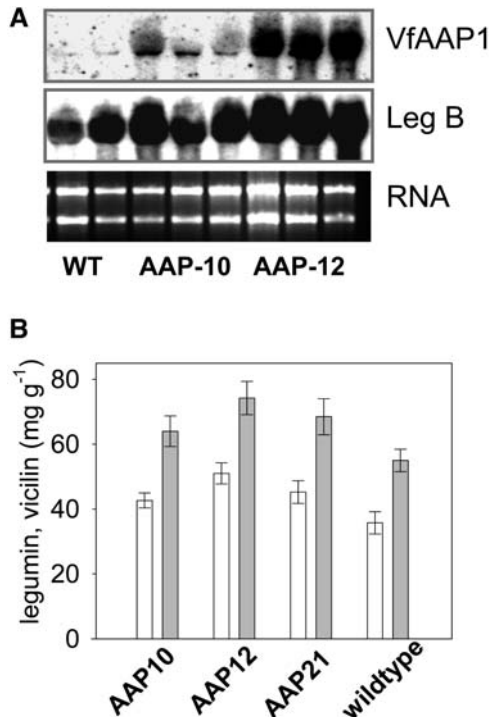 A
VfAAP1
Leg B
RNA
WT AAP-10 AAP-12
B
legumin, vicilin (mg g-1)
80
60
40
20
0
AAP10
AAP12
AAP21
wildtype